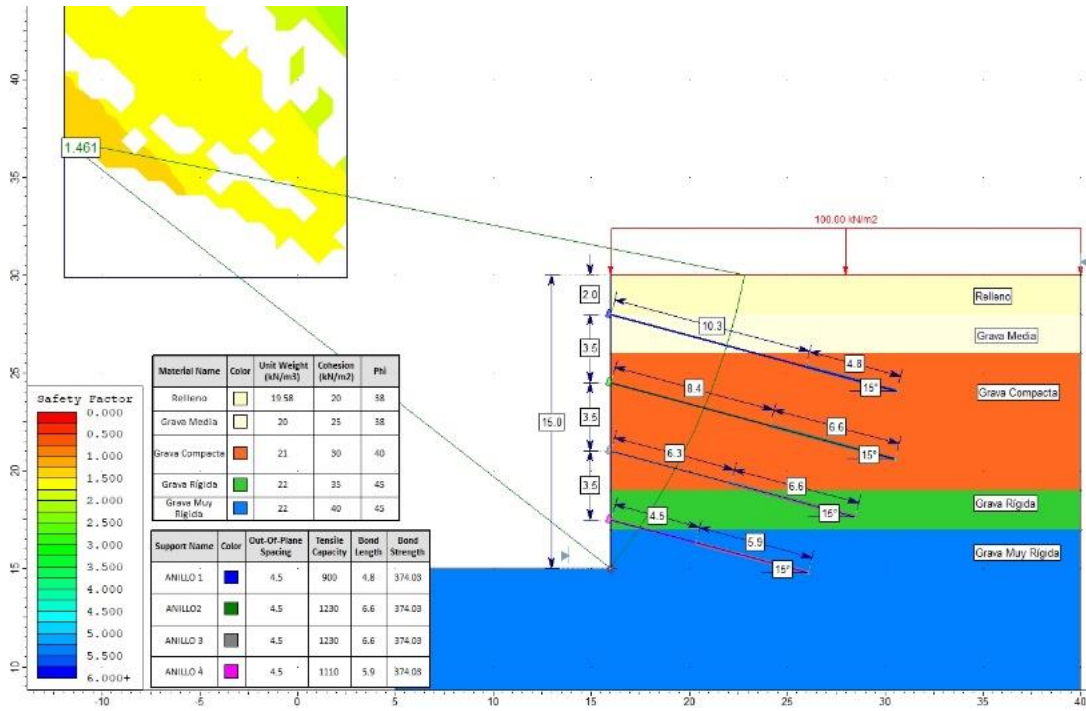 40
35
30
25
20
15
10
1.461
100.00 kN/m2
2.0
3.5
3.5
3.5
15.0
10.3
4.8
15°
8.4
6.6
15°
6.3
6.6
15°
4.5
5.9
15°
Relleno
Grava Media
Grava Compacta
Grava Rígida
Grava Muy Rígida
Material Name Color Unit Weight (kN/m3) Cohesion (kN/m2) Phi
Relleno 19.58 20 38
Grava Media 20 25 38
Grava Compacta 21 30 40
Grava Rígida 22 35 45
Grava Muy Rígida 22 40 45
Support Name Color Out-Of-Plane Spacing Tensile Capacity Bond Length Bond Strength
ANILLO 1 4.5 900 4.8 374.03
ANILLO2 4.5 1230 6.6 374.03
ANILLO 3 4.5 1230 6.6 374.03
ANILLO 4 4.5 1110 5.9 374.03
Safety Factor
0.000
0.500
1.000
1.500
2.000
2.500
3.000
3.500
4.000
4.500
5.000
5.500
6.000+
-10 -5 0 5 10 15 20 25 30 35 40